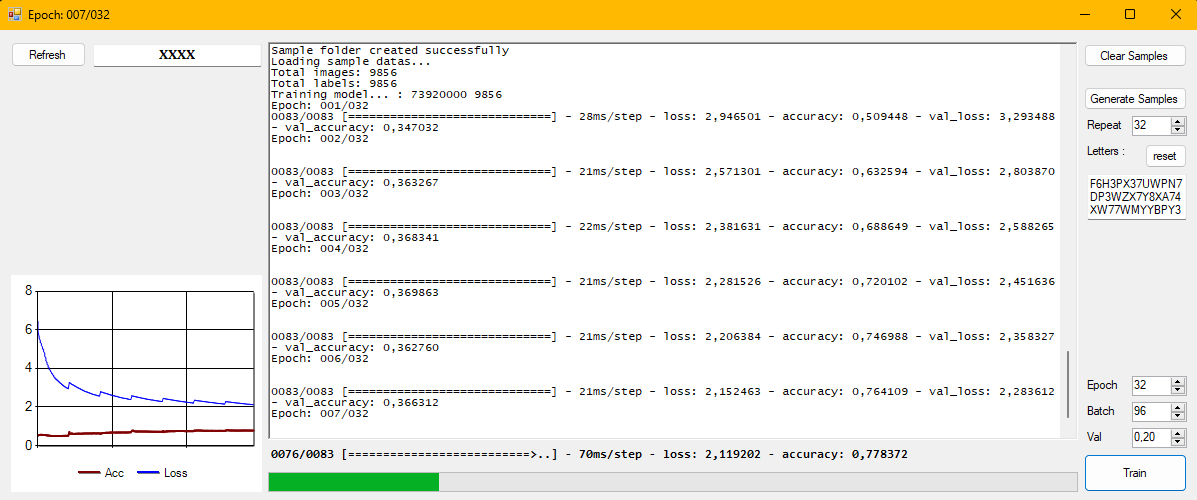 Epoch: 007/032
Refresh
XXXX
Sample folder created successfully
Loading sample datas...
Total images: 9856
Total labels: 9856
Training model... : 73920000 9856
Epoch: 001/032
0083/0083 [==============================] - 28ms/step - loss: 2,946501 - accuracy: 0,509448 - val_loss: 3,293488
- val_accuracy: 0,347032
Epoch: 002/032
0083/0083 [==============================] - 21ms/step - loss: 2,571301 - accuracy: 0,632594 - val_loss: 2,803870
- val_accuracy: 0,363267
Epoch: 003/032
0083/0083 [==============================] - 22ms/step - loss: 2,381631 - accuracy: 0,688649 - val_loss: 2,588265
- val_accuracy: 0,368341
Epoch: 004/032
0083/0083 [==============================] - 21ms/step - loss: 2,281526 - accuracy: 0,720102 - val_loss: 2,451636
- val_accuracy: 0,369863
Epoch: 005/032
0083/0083 [==============================] - 21ms/step - loss: 2,206384 - accuracy: 0,746988 - val_loss: 2,358327
- val_accuracy: 0,362760
Epoch: 006/032
0083/0083 [==============================] - 21ms/step - loss: 2,152463 - accuracy: 0,764109 - val_loss: 2,283612
- val_accuracy: 0,366312
Epoch: 007/032
0076/0083 [===========================>..] - 70ms/step - loss: 2,119202 - accuracy: 0,778372
8
6
4
2
0
Acc
Loss
Clear Samples
Generate Samples
Repeat 32
Letters :
reset
F6H3PX37UWPN7
DP3WZX7Y8XA74
XW77WMYYBPY3
Epoch 32
Batch 96
Val 0,20
Train